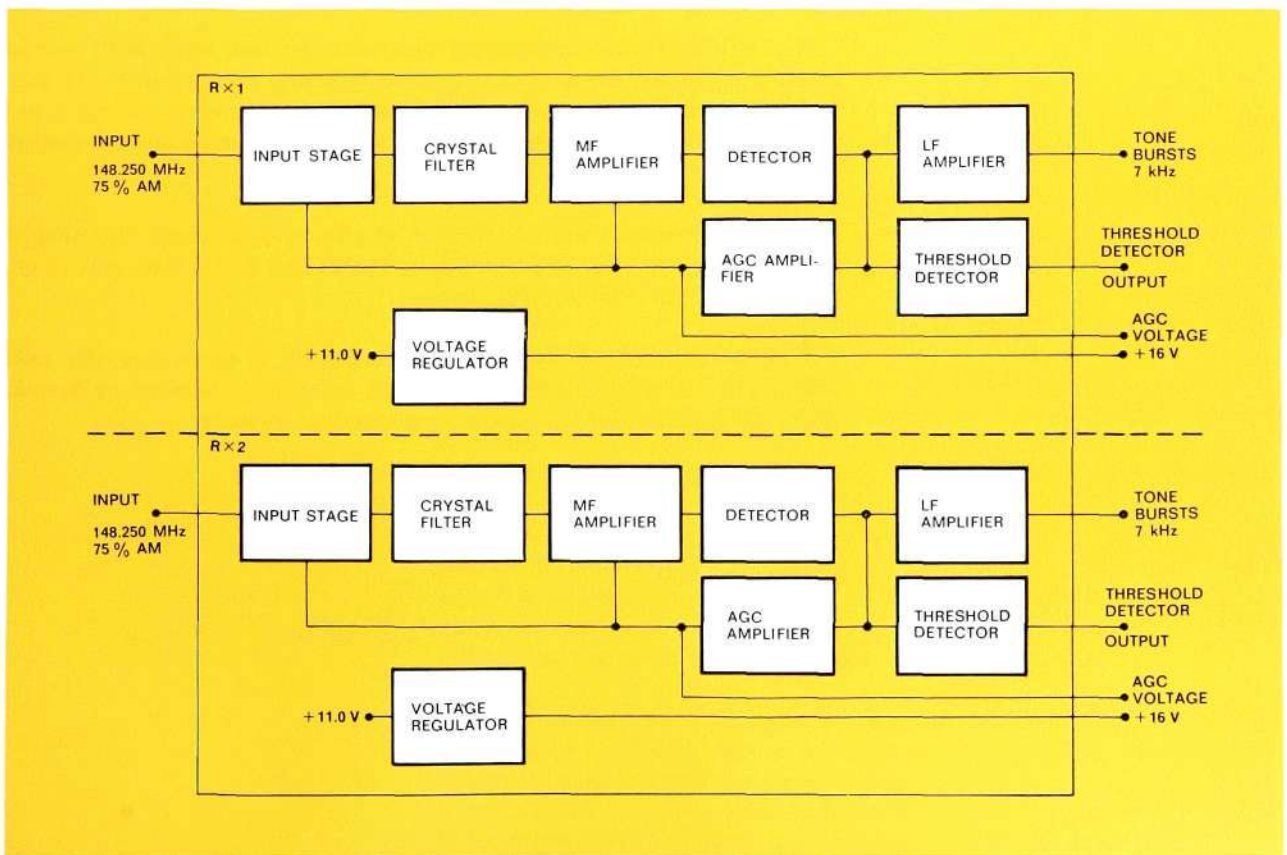 R×1
INPUT
148.250 MHz
75% AM
INPUT STAGE
CRYSTAL
FILTER
MF
AMPLIFIER
DETECTOR
LF
AMPLIFIER
TONE
BURSTS
7 kHz
AGC AMPLI-
FIER
THRESHOLD
DETECTOR
THRESHOLD
DETECTOR
OUTPUT
AGC
VOLTAGE
+11.0 V
VOLTAGE
REGULATOR
+16 V
R×2
INPUT
148.250 MHz
75% AM
INPUT STAGE
CRYSTAL
FILTER
MF
AMPLIFIER
DETECTOR
LF
AMPLIFIER
TONE
BURSTS
7 kHz
AGC
AMPLIFIER
THRESHOLD
DETECTOR
THRESHOLD
DETECTOR
OUTPUT
AGC
VOLTAGE
+11.0 V
VOLTAGE
REGULATOR
+16 V